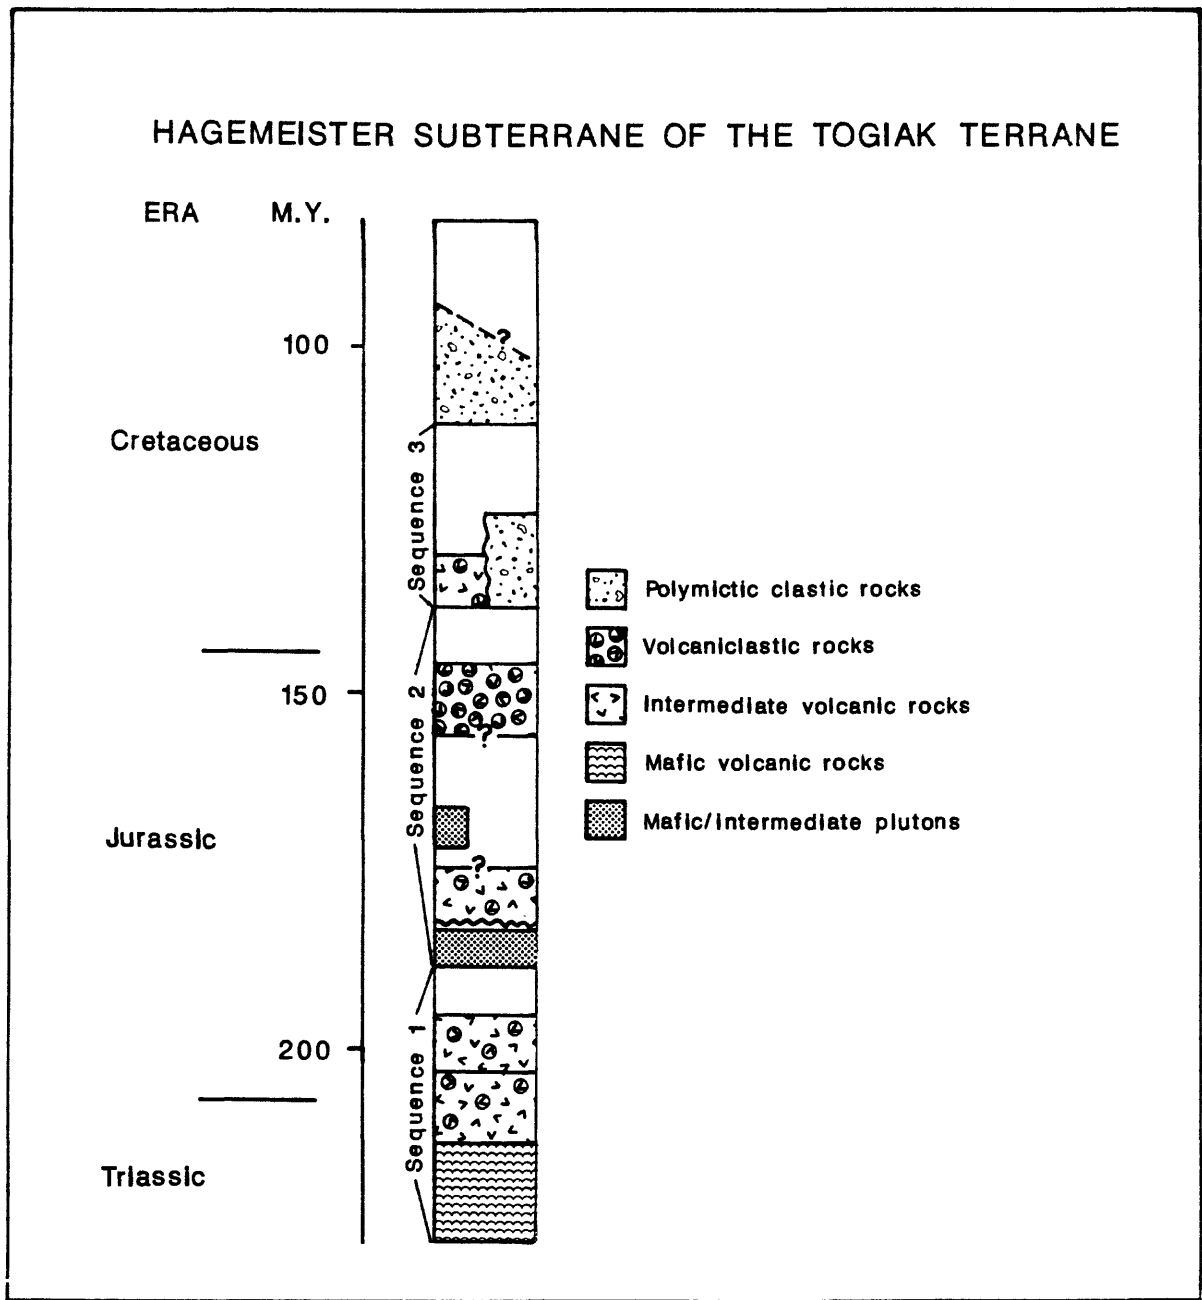 HAGEMEISTER SUBTERRANE OF THE TOGIAK TERRANE
ERA M.Y.
100
Cretaceous
150
Jurassic
200
Triassic
?
Sequence 3
Sequence 2
?
?
Sequence 1
Polymictic clastic rocks
Volcaniclastic rocks
Intermediate volcanic rocks
Mafic volcanic rocks
Mafic/Intermediate plutons